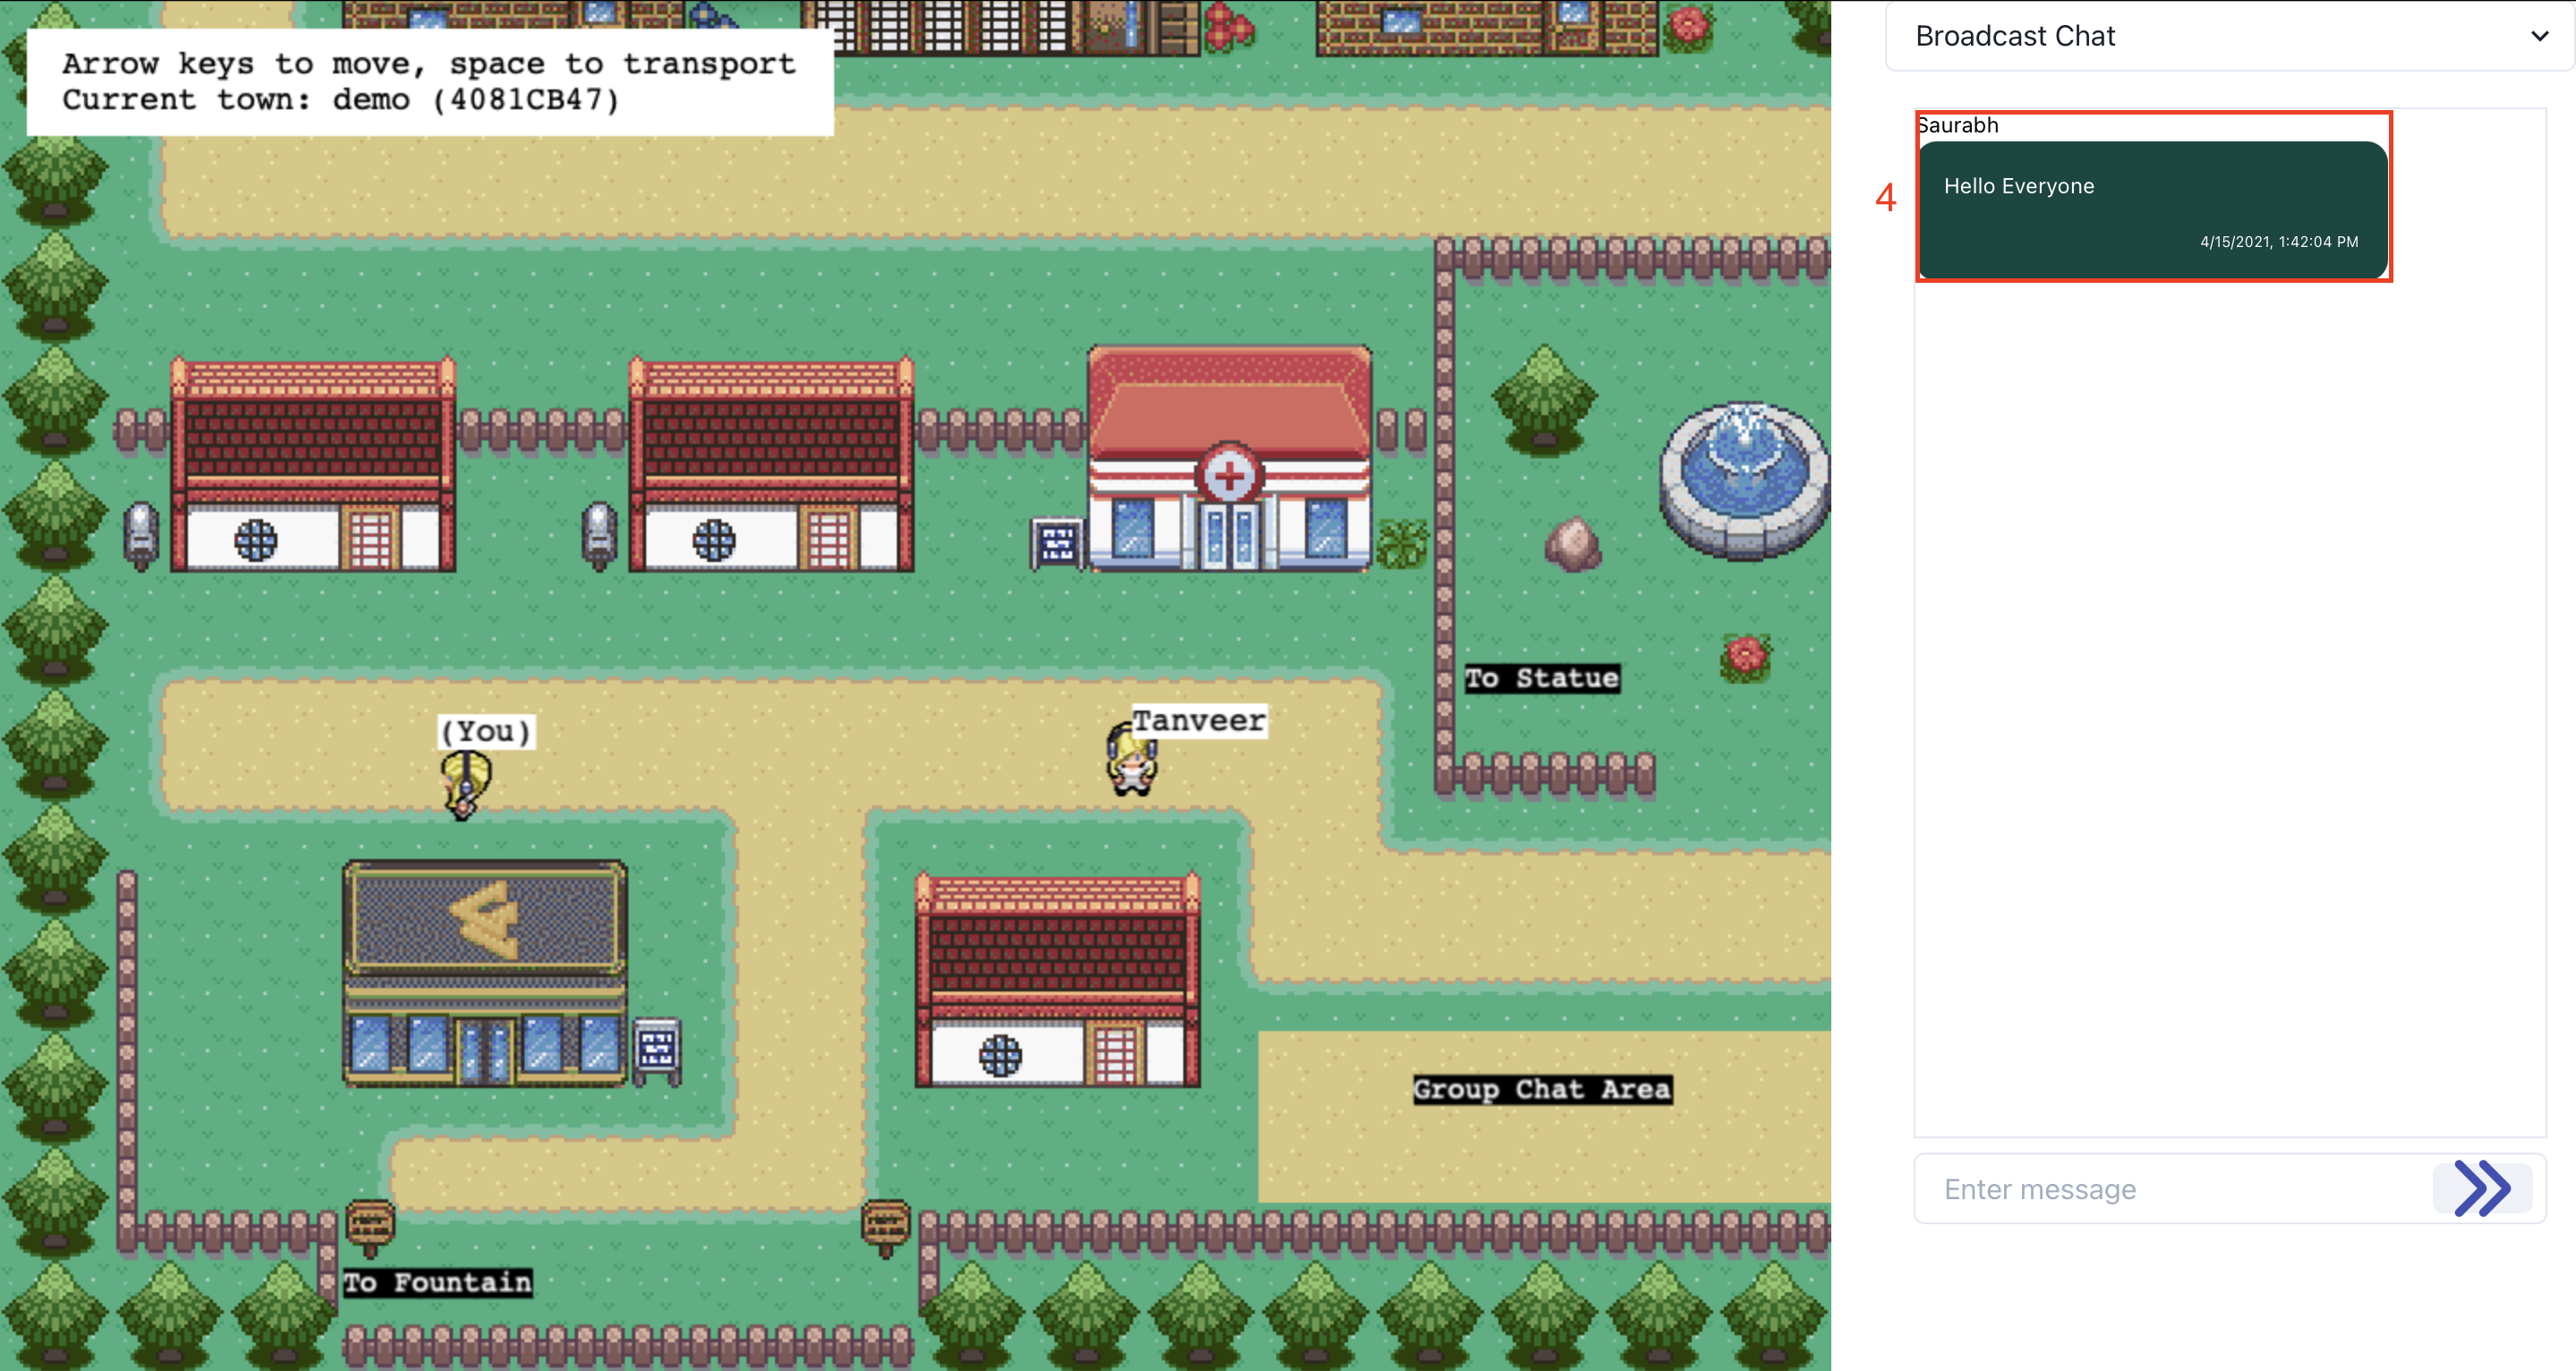 Arrow keys to move, space to transport
Current town: demo (4081CB47)
(You)
Tanveer
To Statue
Group Chat Area
To Fountain
Broadcast Chat
Saurabh
4
Hello Everyone
4/15/2021, 1:42:04 PM
Enter message